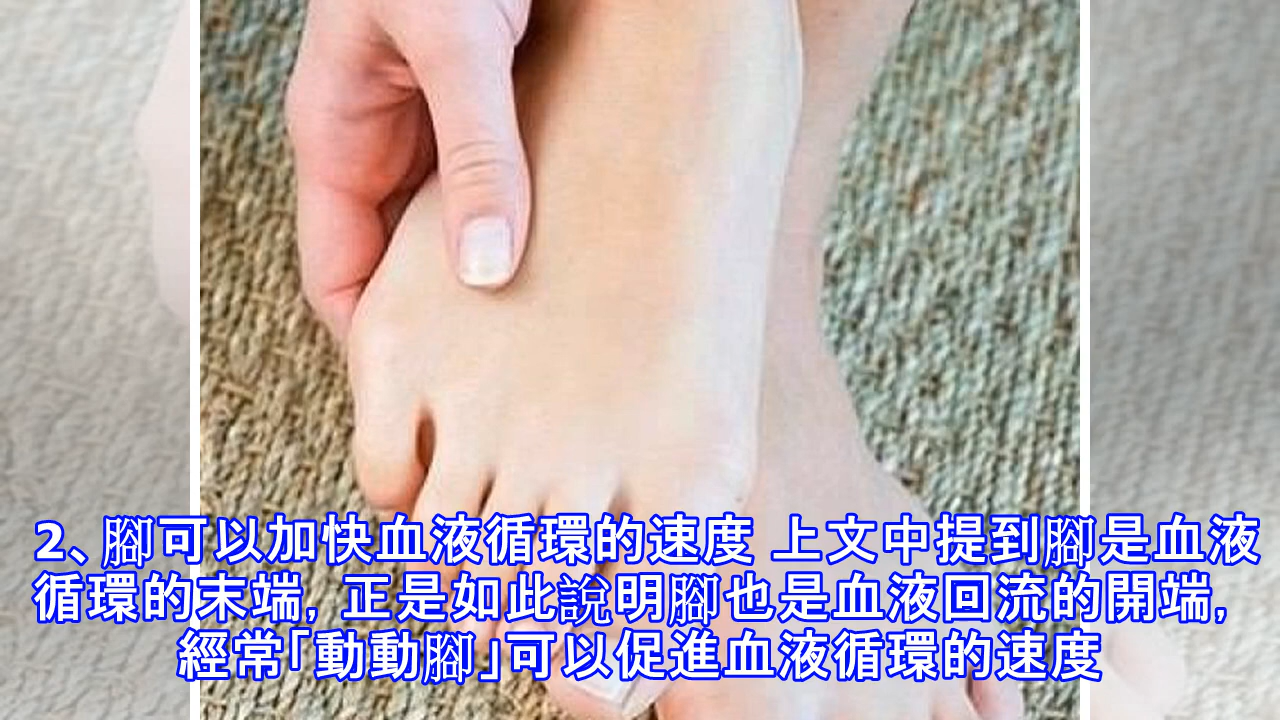 2、腳可以加快血液循環的速度 上文中提到腳是血液
循環的末端, 正是如此說明腳也是血液回流的開端,
經常「動動腳」可以促進血液循環的速度